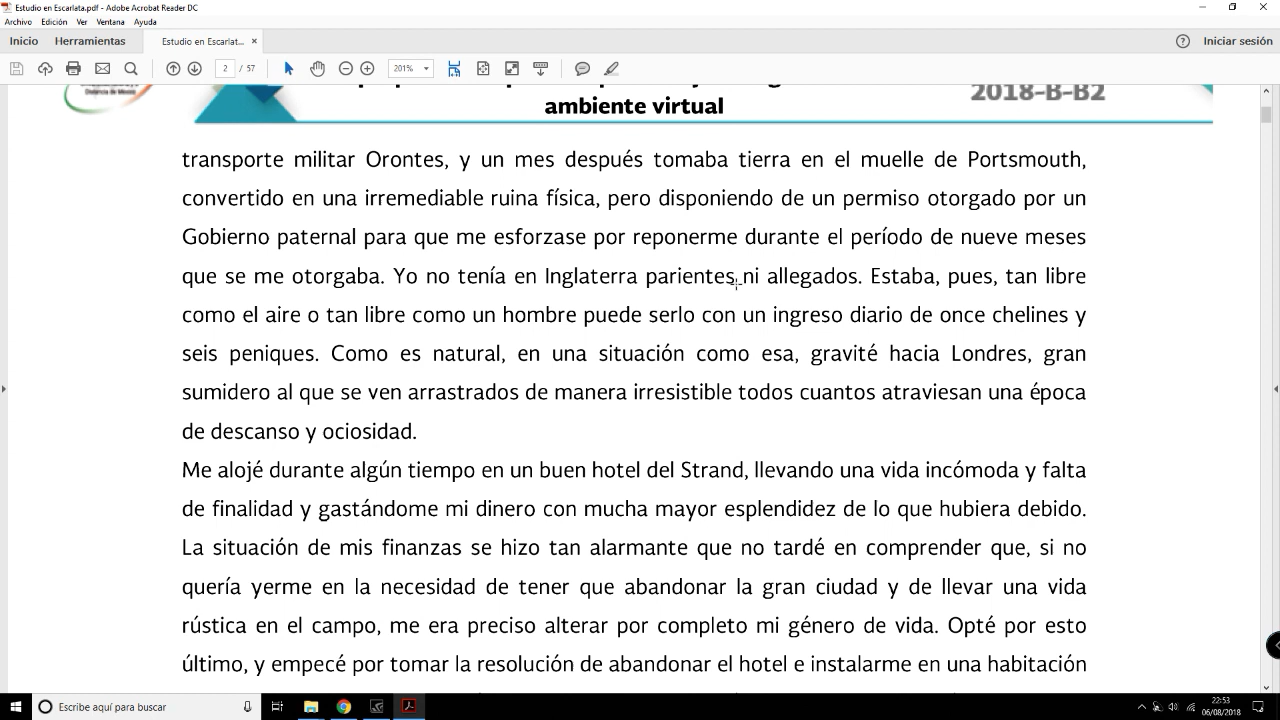 Estudio en Escarlata.pdf - Adobe Acrobat Reader DC
Archivo Edición Ver Ventana Ayuda
Inicio Herramientas Estudio en Escarlat... × Iniciar sesión
2 / 57 201%
Distancia de México
ambiente virtual
2018-B-B2
transporte militar Orontes, y un mes después tomaba tierra en el muelle de Portsmouth,
convertido en una irremediable ruina física, pero disponiendo de un permiso otorgado por un
Gobierno paternal para que me esforzase por reponerme durante el período de nueve meses
que se me otorgaba. Yo no tenía en Inglaterra parientes ni allegados. Estaba, pues, tan libre
como el aire o tan libre como un hombre puede serlo con un ingreso diario de once chelines y
seis peniques. Como es natural, en una situación como esa, gravité hacia Londres, gran
sumidero al que se ven arrastrados de manera irresistible todos cuantos atraviesan una época
de descanso y ociosidad.
Me alojé durante algún tiempo en un buen hotel del Strand, llevando una vida incómoda y falta
de finalidad y gastándome mi dinero con mucha mayor esplendidez de lo que hubiera debido.
La situación de mis finanzas se hizo tan alarmante que no tardé en comprender que, si no
quería yerme en la necesidad de tener que abandonar la gran ciudad y de llevar una vida
rústica en el campo, me era preciso alterar por completo mi género de vida. Opté por esto
último, y empecé por tomar la resolución de abandonar el hotel e instalarme en una habitación
Escribe aquí para buscar
22:53
06/08/2018